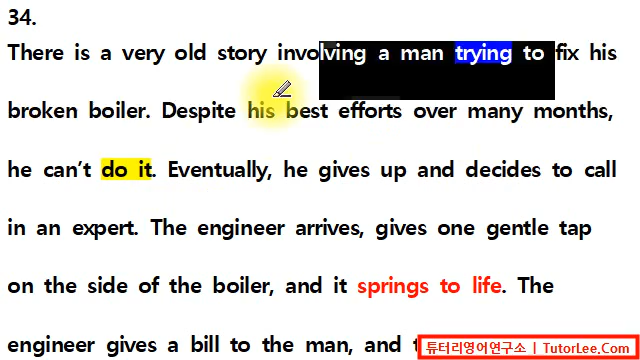 34.
There is a very old story involving a man trying to fix his
broken boiler. Despite his best efforts over many months,
he can't do it. Eventually, he gives up and decides to call
in an expert. The engineer arrives, gives one gentle tap
on the side of the boiler, and it springs to life. The
engineer gives a bill to the man, and
튜터리영어연구소 | TutorLee.Com